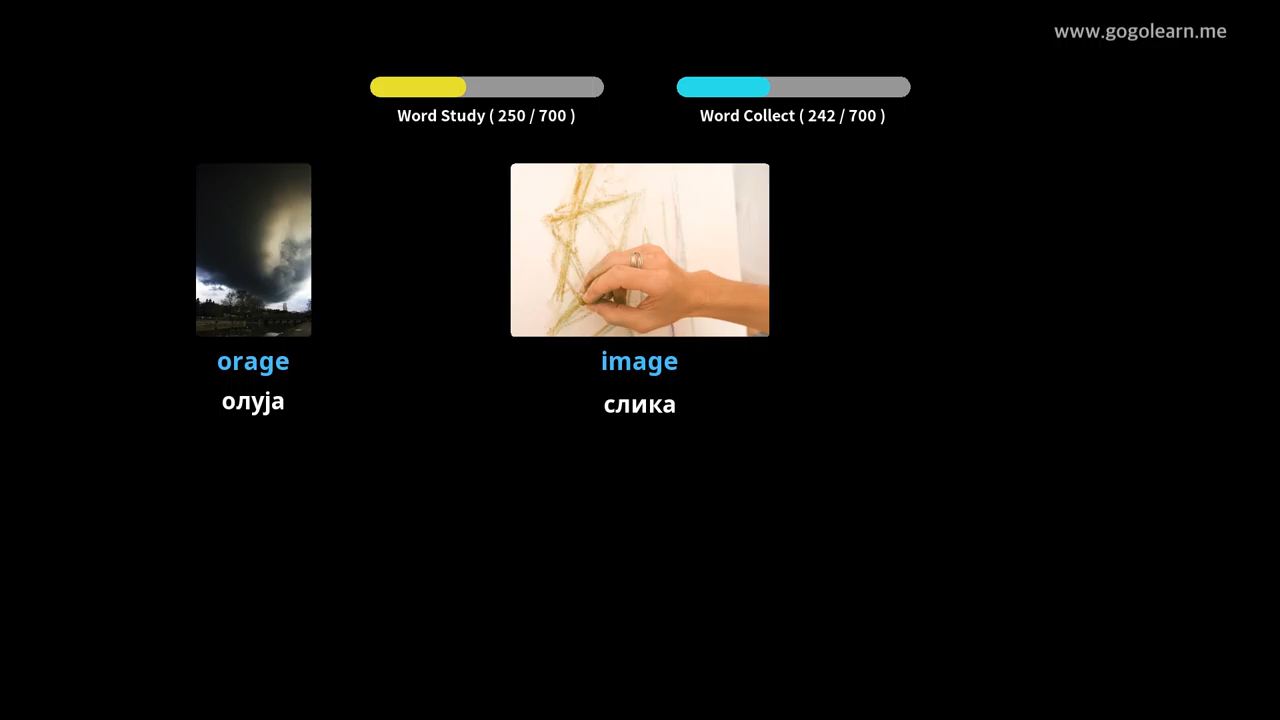 www.gogolearn.me
Word Study ( 250 / 700 )
Word Collect ( 242 / 700 )
orage
олуја
image
слика